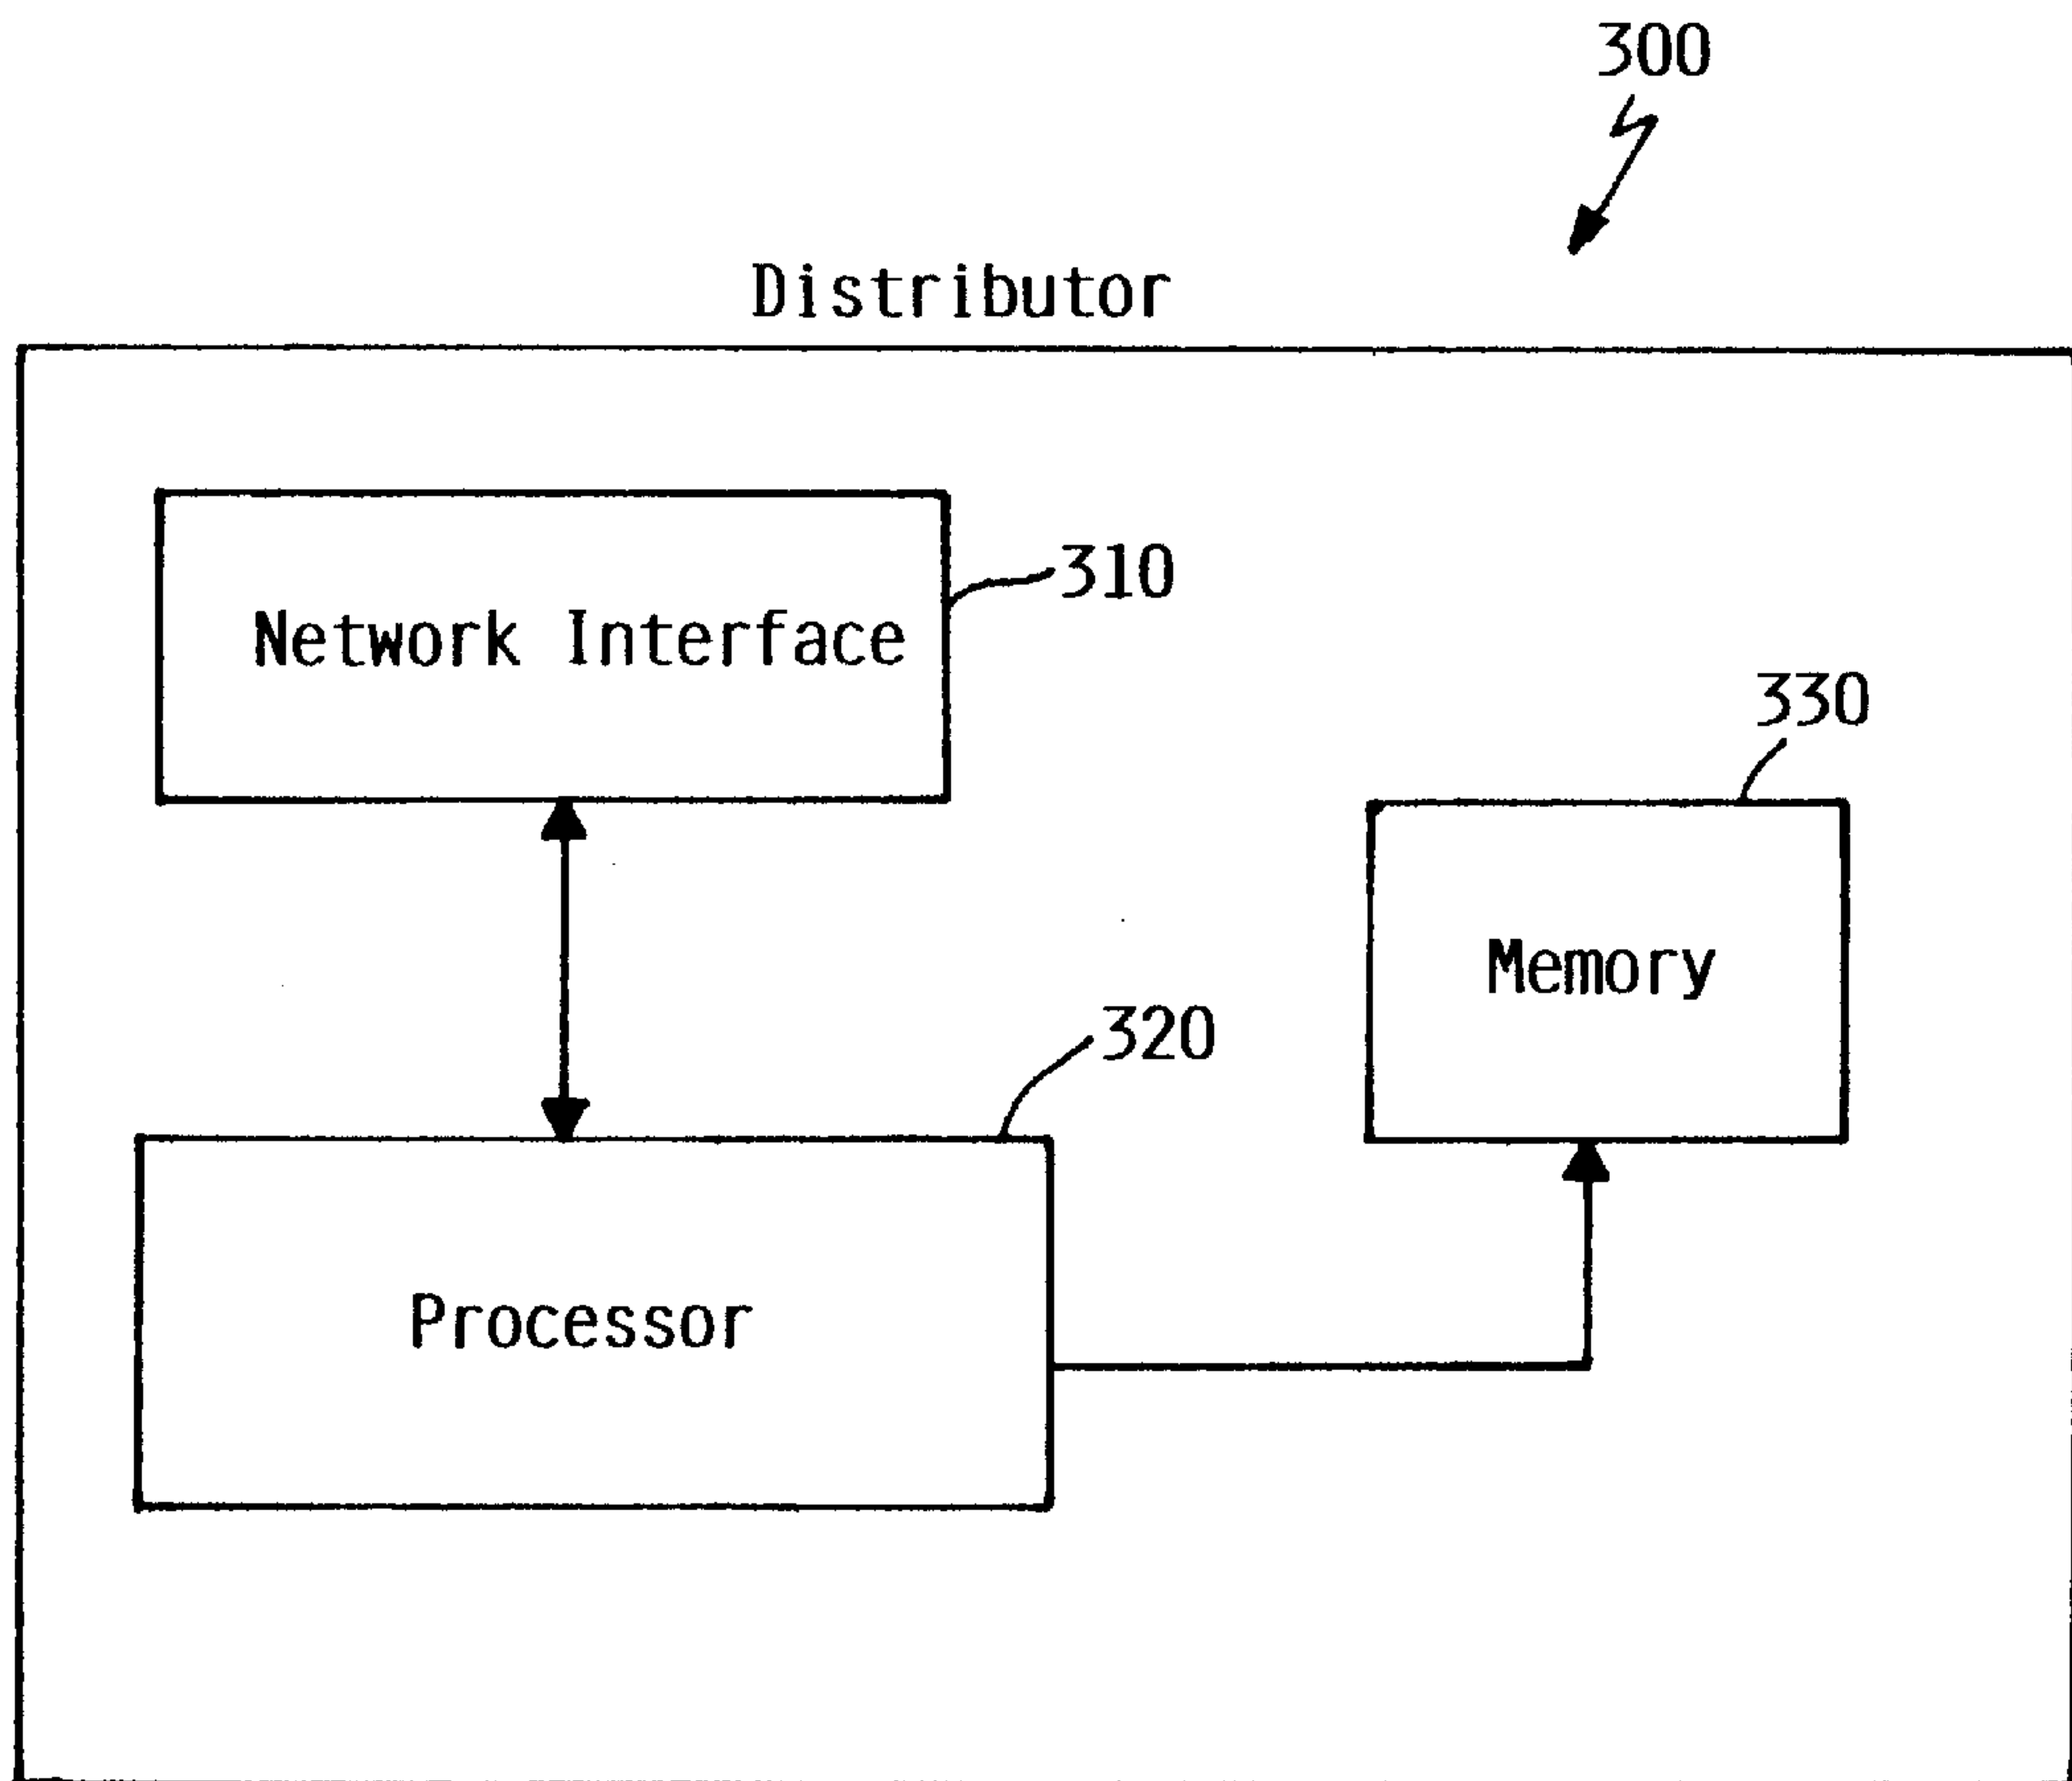 300
Distributor
310
Network Interface
330
Memory
320
Processor